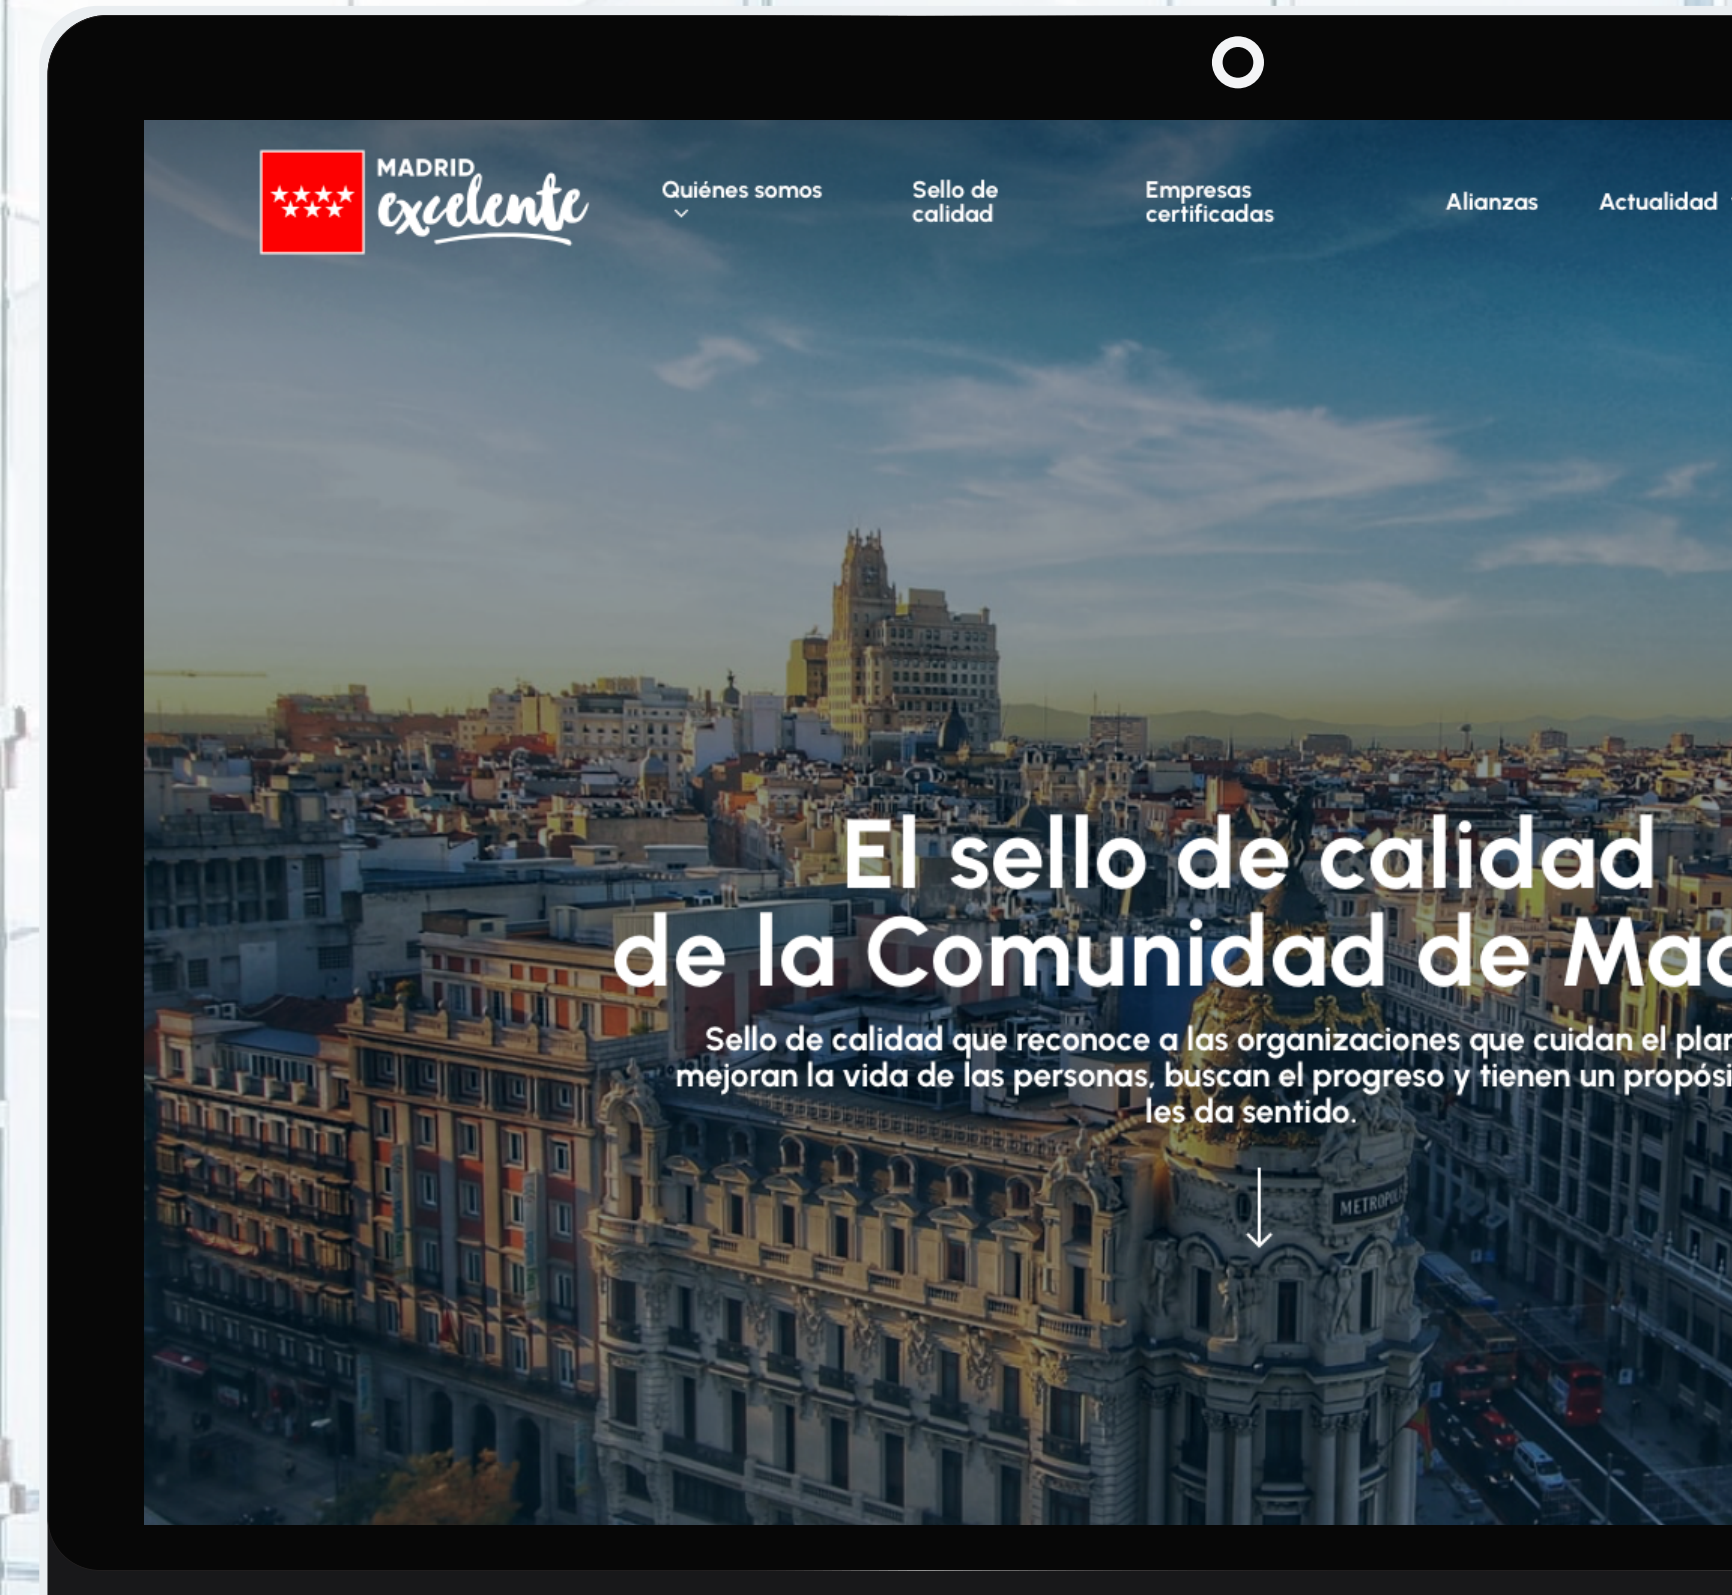 MADRID
excelente
Quiénes somos
Sello de
calidad
Empresas
certificadas
Alianzas
Actualidad
El sello de calidad
de la Comunidad de
Sello de calidad que reconoce a las organizaciones que cuidan el
mejoran la vida de las personas, buscan el progreso y tienen un
les da sentido.